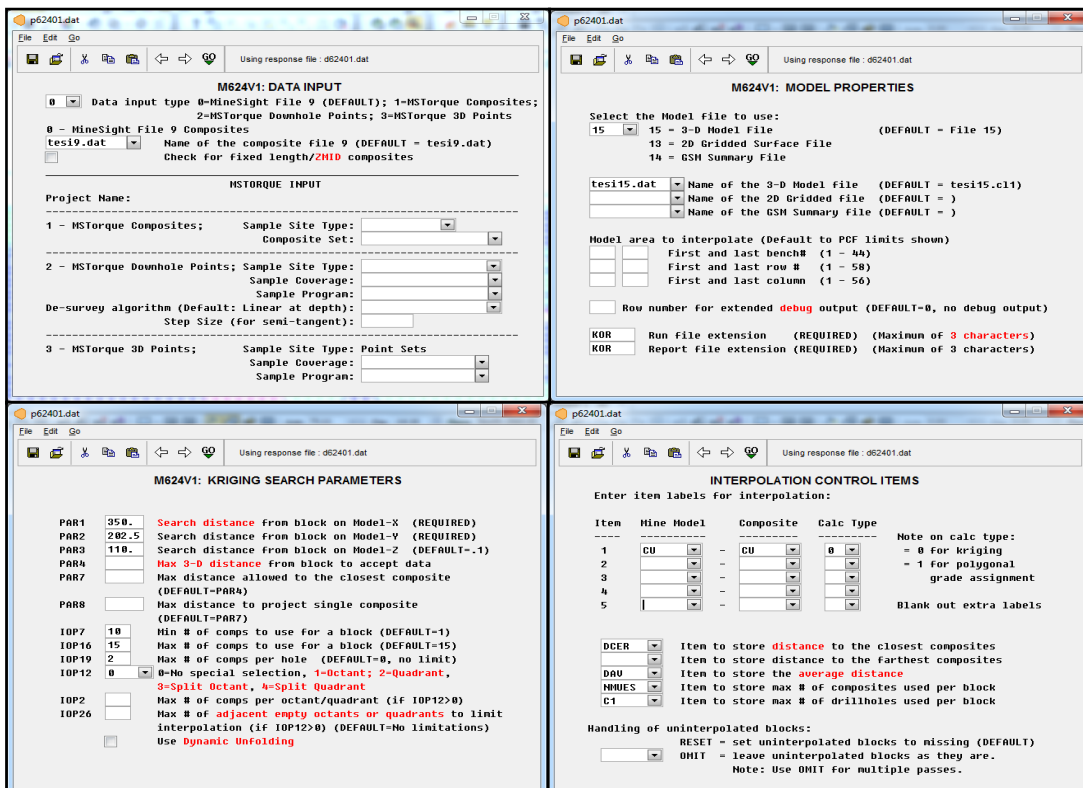 p62401.dat
File Edit Go
GO Using response file : d62401.dat
M624V1: DATA INPUT
0 Data input type 0=MineSight File 9 (DEFAULT); 1=MSTorque Composites;
2=MSTorque Downhole Points; 3=MSTorque 3D Points
0 - MineSight File 9 Composites
tesi9.dat Name of the composite file 9 (DEFAULT = tesi9.dat)
Check for fixed length/ZMID composites
MSTORQUE INPUT
Project Name:
1 - MSTorque Composites; Sample Site Type:
Composite Set:
2 - MSTorque Downhole Points; Sample Site Type:
Sample Coverage:
Sample Program:
De-survey algorithm (Default: Linear at depth):
Step Size (for semi-tangent):
3 - MSTorque 3D Points; Sample Site Type: Point Sets
Sample Coverage:
Sample Program:
p62401.dat
File Edit Go
GO Using response file : d62401.dat
M624V1: MODEL PROPERTIES
Select the Model file to use:
15 15 = 3-D Model File (DEFAULT = File 15)
13 = 2D Gridded Surface File
14 = GSM Summary File
tesi15.dat Name of the 3-D Model file (DEFAULT = tesi15.cl1)
Name of the 2D Gridded file (DEFAULT = )
Name of the GSM Summary file (DEFAULT = )
Model area to interpolate (Default to PCF limits shown)
First and last bench# (1 - 44)
First and last row # (1 - 58)
First and last column (1 - 56)
Row number for extended debug output (DEFAULT=0, no debug output)
KOR Run file extension (REQUIRED) (Maximum of 3 characters)
KOR Report file extension (REQUIRED) (Maximum of 3 characters)
p62401.dat
File Edit Go
GO Using response file : d62401.dat
M624V1: KRIGING SEARCH PARAMETERS
PAR1 350. Search distance from block on Model-X (REQUIRED)
PAR2 202.5 Search distance from block on Model-Y (REQUIRED)
PAR3 110. Search distance from block on Model-Z (DEFAULT=.1)
PAR4 Max 3-D distance from block to accept data
PAR7 Max distance allowed to the closest composite
(DEFAULT=PAR4)
PAR8 Max distance to project single composite
(DEFAULT=PAR7)
IOP7 10 Min # of comps to use for a block (DEFAULT=1)
IOP16 15 Max # of comps to use for a block (DEFAULT=15)
IOP19 2 Max # of comps per hole (DEFAULT=0, no limit)
IOP12 0 0=No special selection, 1=Octant; 2=Quadrant,
3=Split Octant, 4=Split Quadrant
IOP2 Max # of comps per octant/quadrant (if IOP12>0)
IOP26 Max # of adjacent empty octants or quadrants to limit
interpolation (if IOP12>0) (DEFAULT=No limitations)
Use Dynamic Unfolding
p62401.dat
File Edit Go
GO Using response file : d62401.dat
INTERPOLATION CONTROL ITEMS
Enter item labels for interpolation:
Item Mine Model Composite Calc Type
Note on calc type:
1 CU - CU 0 = 0 for kriging
2 - = 1 for polygonal
3 - grade assignment
4 -
5 - Blank out extra labels
DCER Item to store distance to the closest composites
Item to store distance to the farthest composites
DAV Item to store the average distance
NMUES Item to store max # of composites used per block
C1 Item to store max # of drillholes used per block
Handling of uninterpolated blocks:
RESET = set uninterpolated blocks to missing (DEFAULT)
OMIT = leave uninterpolated blocks as they are.
Note: Use OMIT for multiple passes.